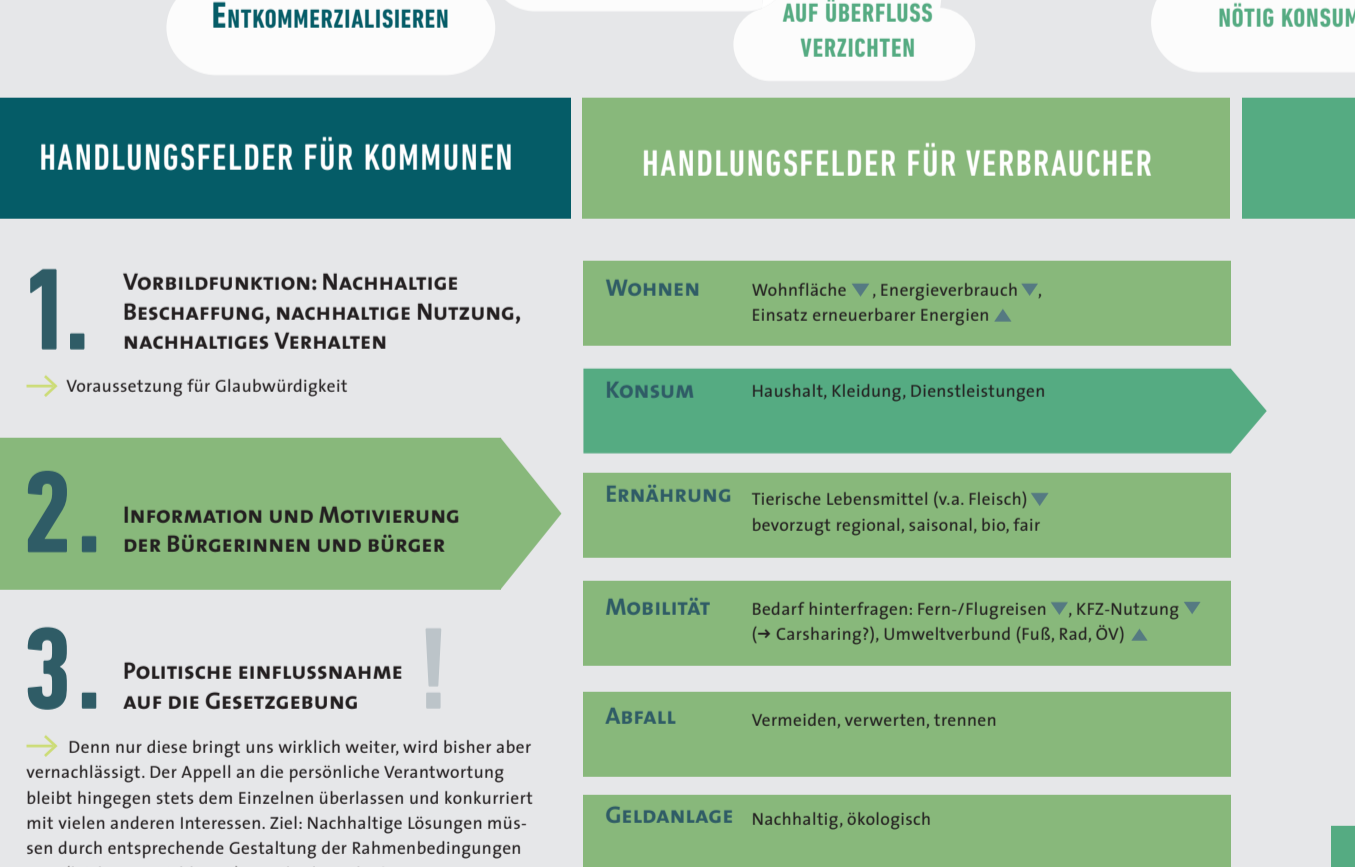 ENTKOMMERZIALISIEREN
AUF ÜBERFLUSS
VERZICHTEN
NÖTIG KONSUM
HANDLUNGSFELDER FÜR KOMMUNEN
1.
VORBILDFUNKTION: NACHHALTIGE
BESCHAFFUNG, NACHHALTIGE NUTZUNG,
NACHHALTIGES VERHALTEN
→ Voraussetzung für Glaubwürdigkeit
2.
INFORMATION UND MOTIVIERUNG
DER BÜRGERINNEN UND BÜRGER
3.
POLITISCHE EINFLUSSNAHME
AUF DIE GESETZGEBUNG
!
→ Denn nur diese bringt uns wirklich weiter, wird bisher aber
vernachlässigt. Der Appell an die persönliche Verantwortung
bleibt hingegen stets dem Einzelnen überlassen und konkurriert
mit vielen anderen Interessen. Ziel: Nachhaltige Lösungen müs-
sen durch entsprechende Gestaltung der Rahmenbedingungen
HANDLUNGSFELDER FÜR VERBRAUCHER
WOHNEN
Wohnfläche ▼, Energieverbrauch ▼,
Einsatz erneuerbarer Energien ▲
KONSUM
Haushalt, Kleidung, Dienstleistungen
ERNÄHRUNG
Tierische Lebensmittel (v.a. Fleisch) ▼
bevorzugt regional, saisonal, bio, fair
MOBILITÄT
Bedarf hinterfragen: Fern-/Flugreisen ▼, KFZ-Nutzung ▼
(→ Carsharing?), Umweltverbund (Fuß, Rad, ÖV) ▲
ABFALL
Vermeiden, verwerten, trennen
GELDANLAGE
Nachhaltig, ökologisch